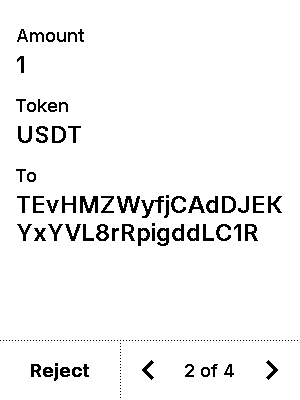 Amount
1
Token
USDT
To
TEvHMZWyfjCAdDJEK
YxYVL8rRpigddLC1R
Reject
2 of 4